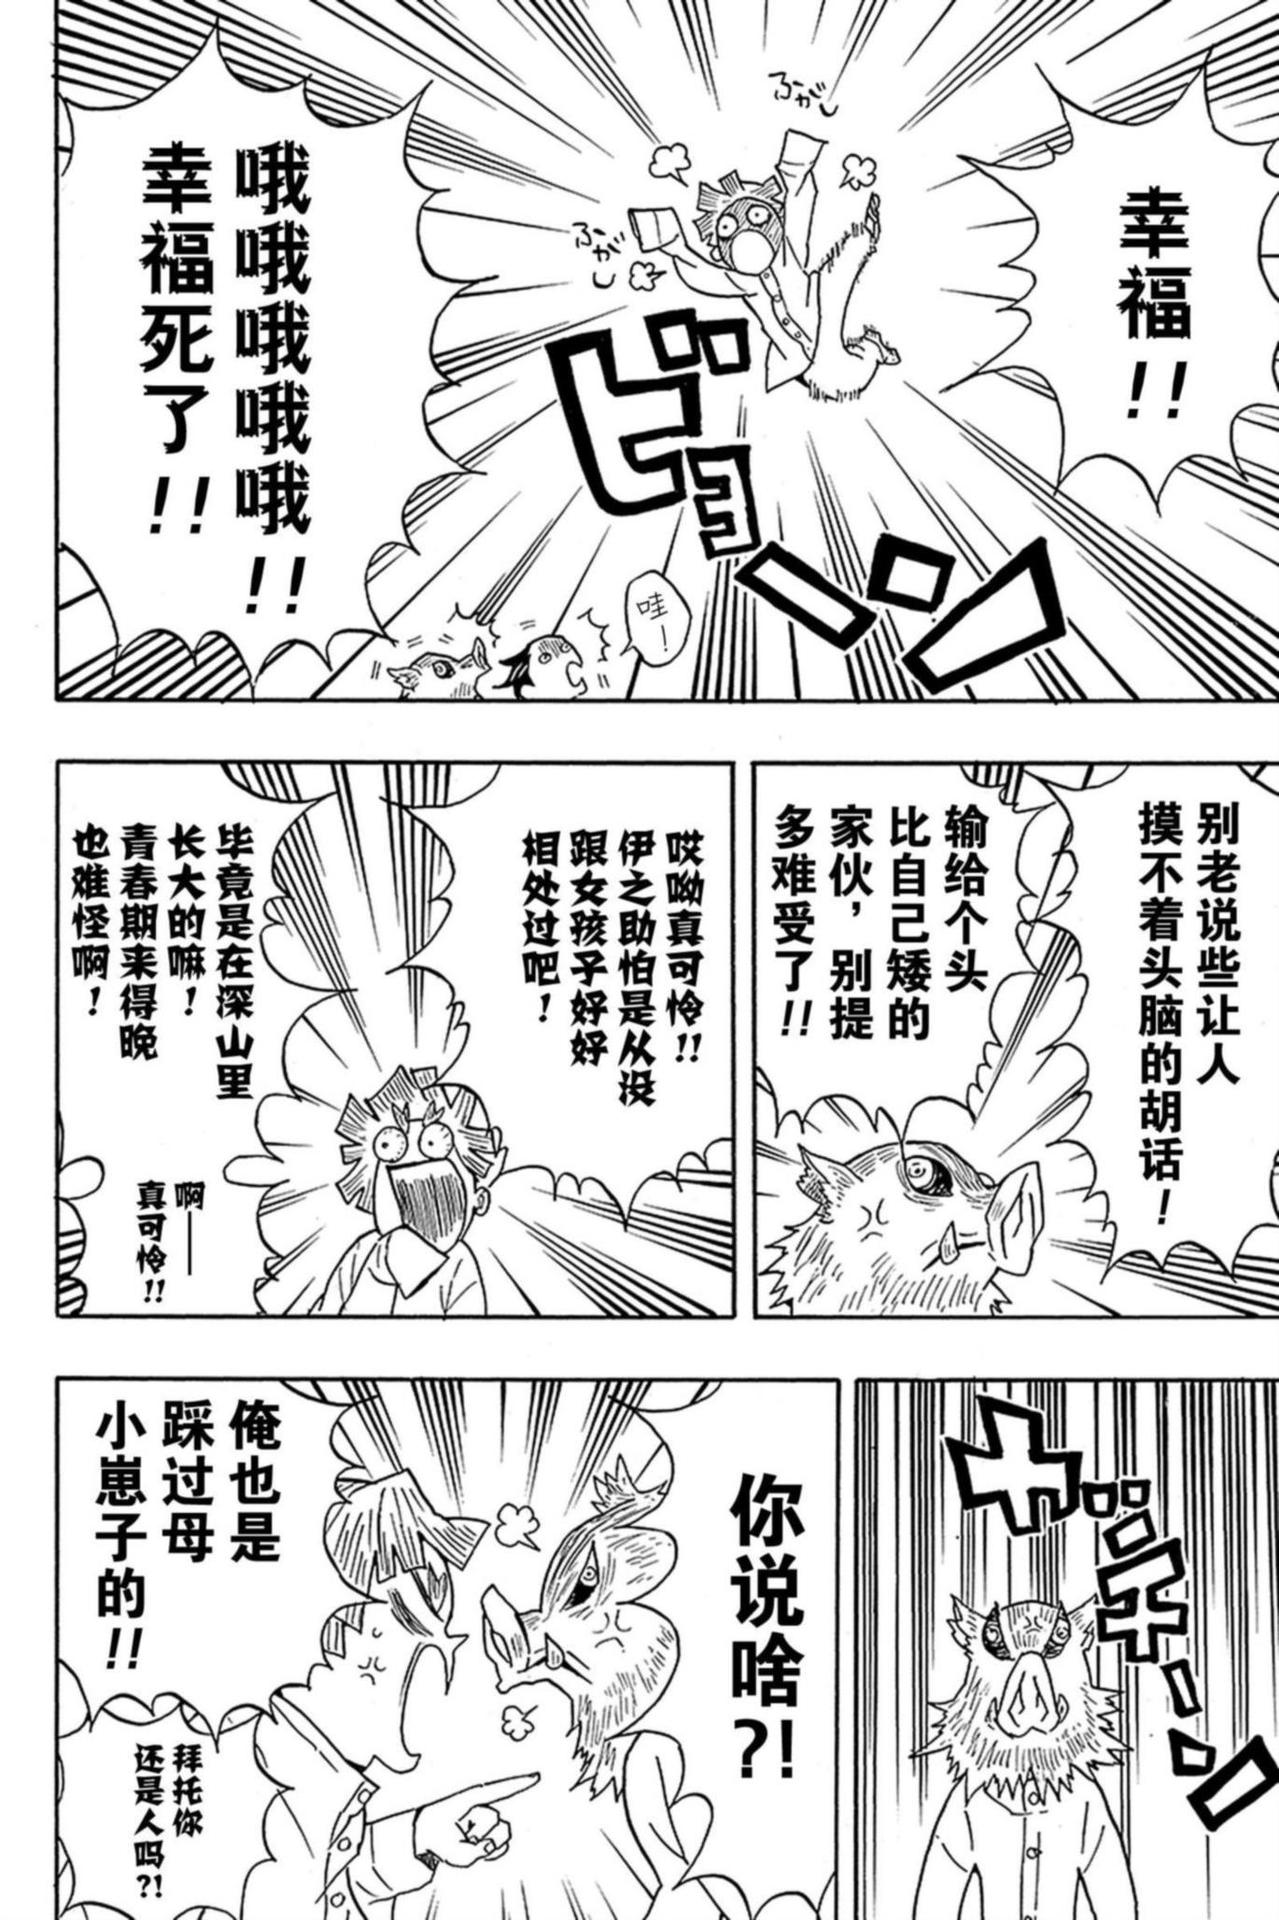 幸福!!
ふがし
ふがし
哦哦哦哦哦!!
幸福死了!!
ビョーン
哇—
别老说些让人
摸不着头脑的胡话!
输给个头
比自己矮的
家伙，别提
多难受了!!
哎呦真可怜!!
伊之助怕是从没
跟女孩子好好
相处过吧!
毕竟是在深山里
长大的嘛!
青春期来得晚
也难怪啊!
啊——
真可怜!!
カチーン
你说啥?!
俺也是
踩过母
小崽子的!!
拜托你
还是人吗?!